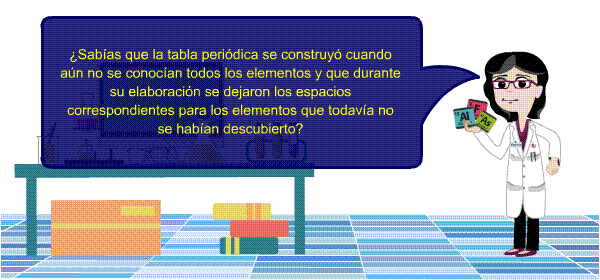 ¿Sabías que la tabla periódica se construyó cuando
aún no se conocían todos los elementos y que durante
su elaboración se dejaron los espacios
correspondientes para los elementos que todavía no
se habían descubierto?
Al
F
As